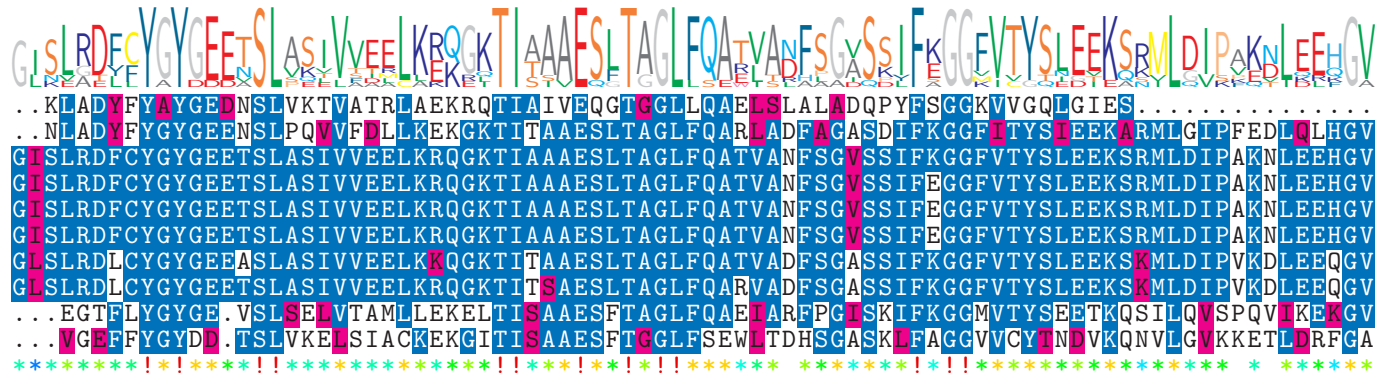 ..KLADYFYAYGEDNSLVKTVATRLAEKRQTIAIVEQGTGGLLQAELSLALADQPYFSGGKVVGQLGIES...............
..NLADYFYGYGEENSLPQVVFDLLKEKGKTITAAESLTAGLFQARLADFAGASDIFKGGFITYSIEEKARMLGIPFEDLQLHGV
GISLRDFCYGYGEETSLASIVVEELKRQGKTIAAAESLTAGLFQATVANFSGVSSIFKGGFVTYSLEEKSRMLDIPAKNLEEHGV
GISLRDFCYGYGEETSLASIVVEELKRQGKTIAAAESLTAGLFQATVANFSGVSSIFEGGFVTYSLEEKSRMLDIPAKNLEEHGV
GISLRDFCYGYGEETSLASIVVEELKRQGKTIAAAESLTAGLFQATVANFSGVSSIFEGGFVTYSLEEKSRMLDIPAKNLEEHGV
GISLRDFCYGYGEETSLASIVVEELKRQGKTIAAAESLTAGLFQATVANFSGVSSIFEGGFVTYSLEEKSRMLDIPAKNLEEHGV
GLSLRDLCYGYGEEASLASIVVEELKKQGKTITAAESLTAGLFQATVADFSGASSIFKGGFVTYSLEEKSKMLDIPVKDLEEQGV
GLSLRDLCYGYGEETSLASIVVEELKRQGKTITSAESLTAGLFQARVADFSGASSIFKGGFVTYSLEEKSKMLDIPVKDLEEQGV
...EGTFLYGYGE.VSLSELVTAMLLEKELTISAAESFTAGLFQAEIARFPGISKIFKGGMVTYSEETKQSILQVSPQVIKEKGV
...VGEFFYGYDD.TSLVKELSIACKEKGITISAAESFTGGLFSEWLTDHSGASKLFAGGVVCYTNDVKQNVLGVKKETLDRFGA